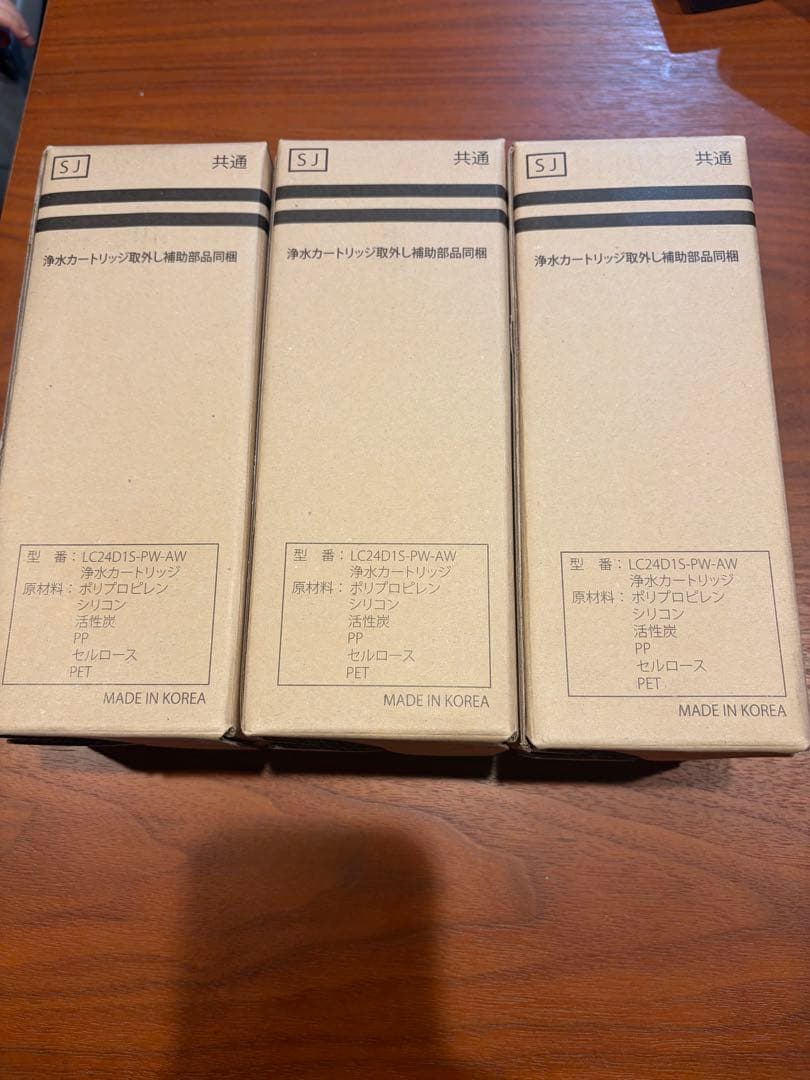 SJ 共通
浄水カートリッジ取外し補助部品同梱
型 番：LC24D1S-PW-AW
浄水カートリッジ
原材料：ポリプロピレン
シリコン
活性炭
PP
セルロース
PET
MADE IN KOREA
SJ 共通
浄水カートリッジ取外し補助部品同梱
型 番：LC24D1S-PW-AW
浄水カートリッジ
原材料：ポリプロピレン
シリコン
活性炭
PP
セルロース
PET
MADE IN KOREA
SJ 共通
浄水カートリッジ取外し補助部品同梱
型 番：LC24D1S-PW-AW
浄水カートリッジ
原材料：ポリプロピレン
シリコン
活性炭
PP
セルロース
PET
MADE IN KOREA